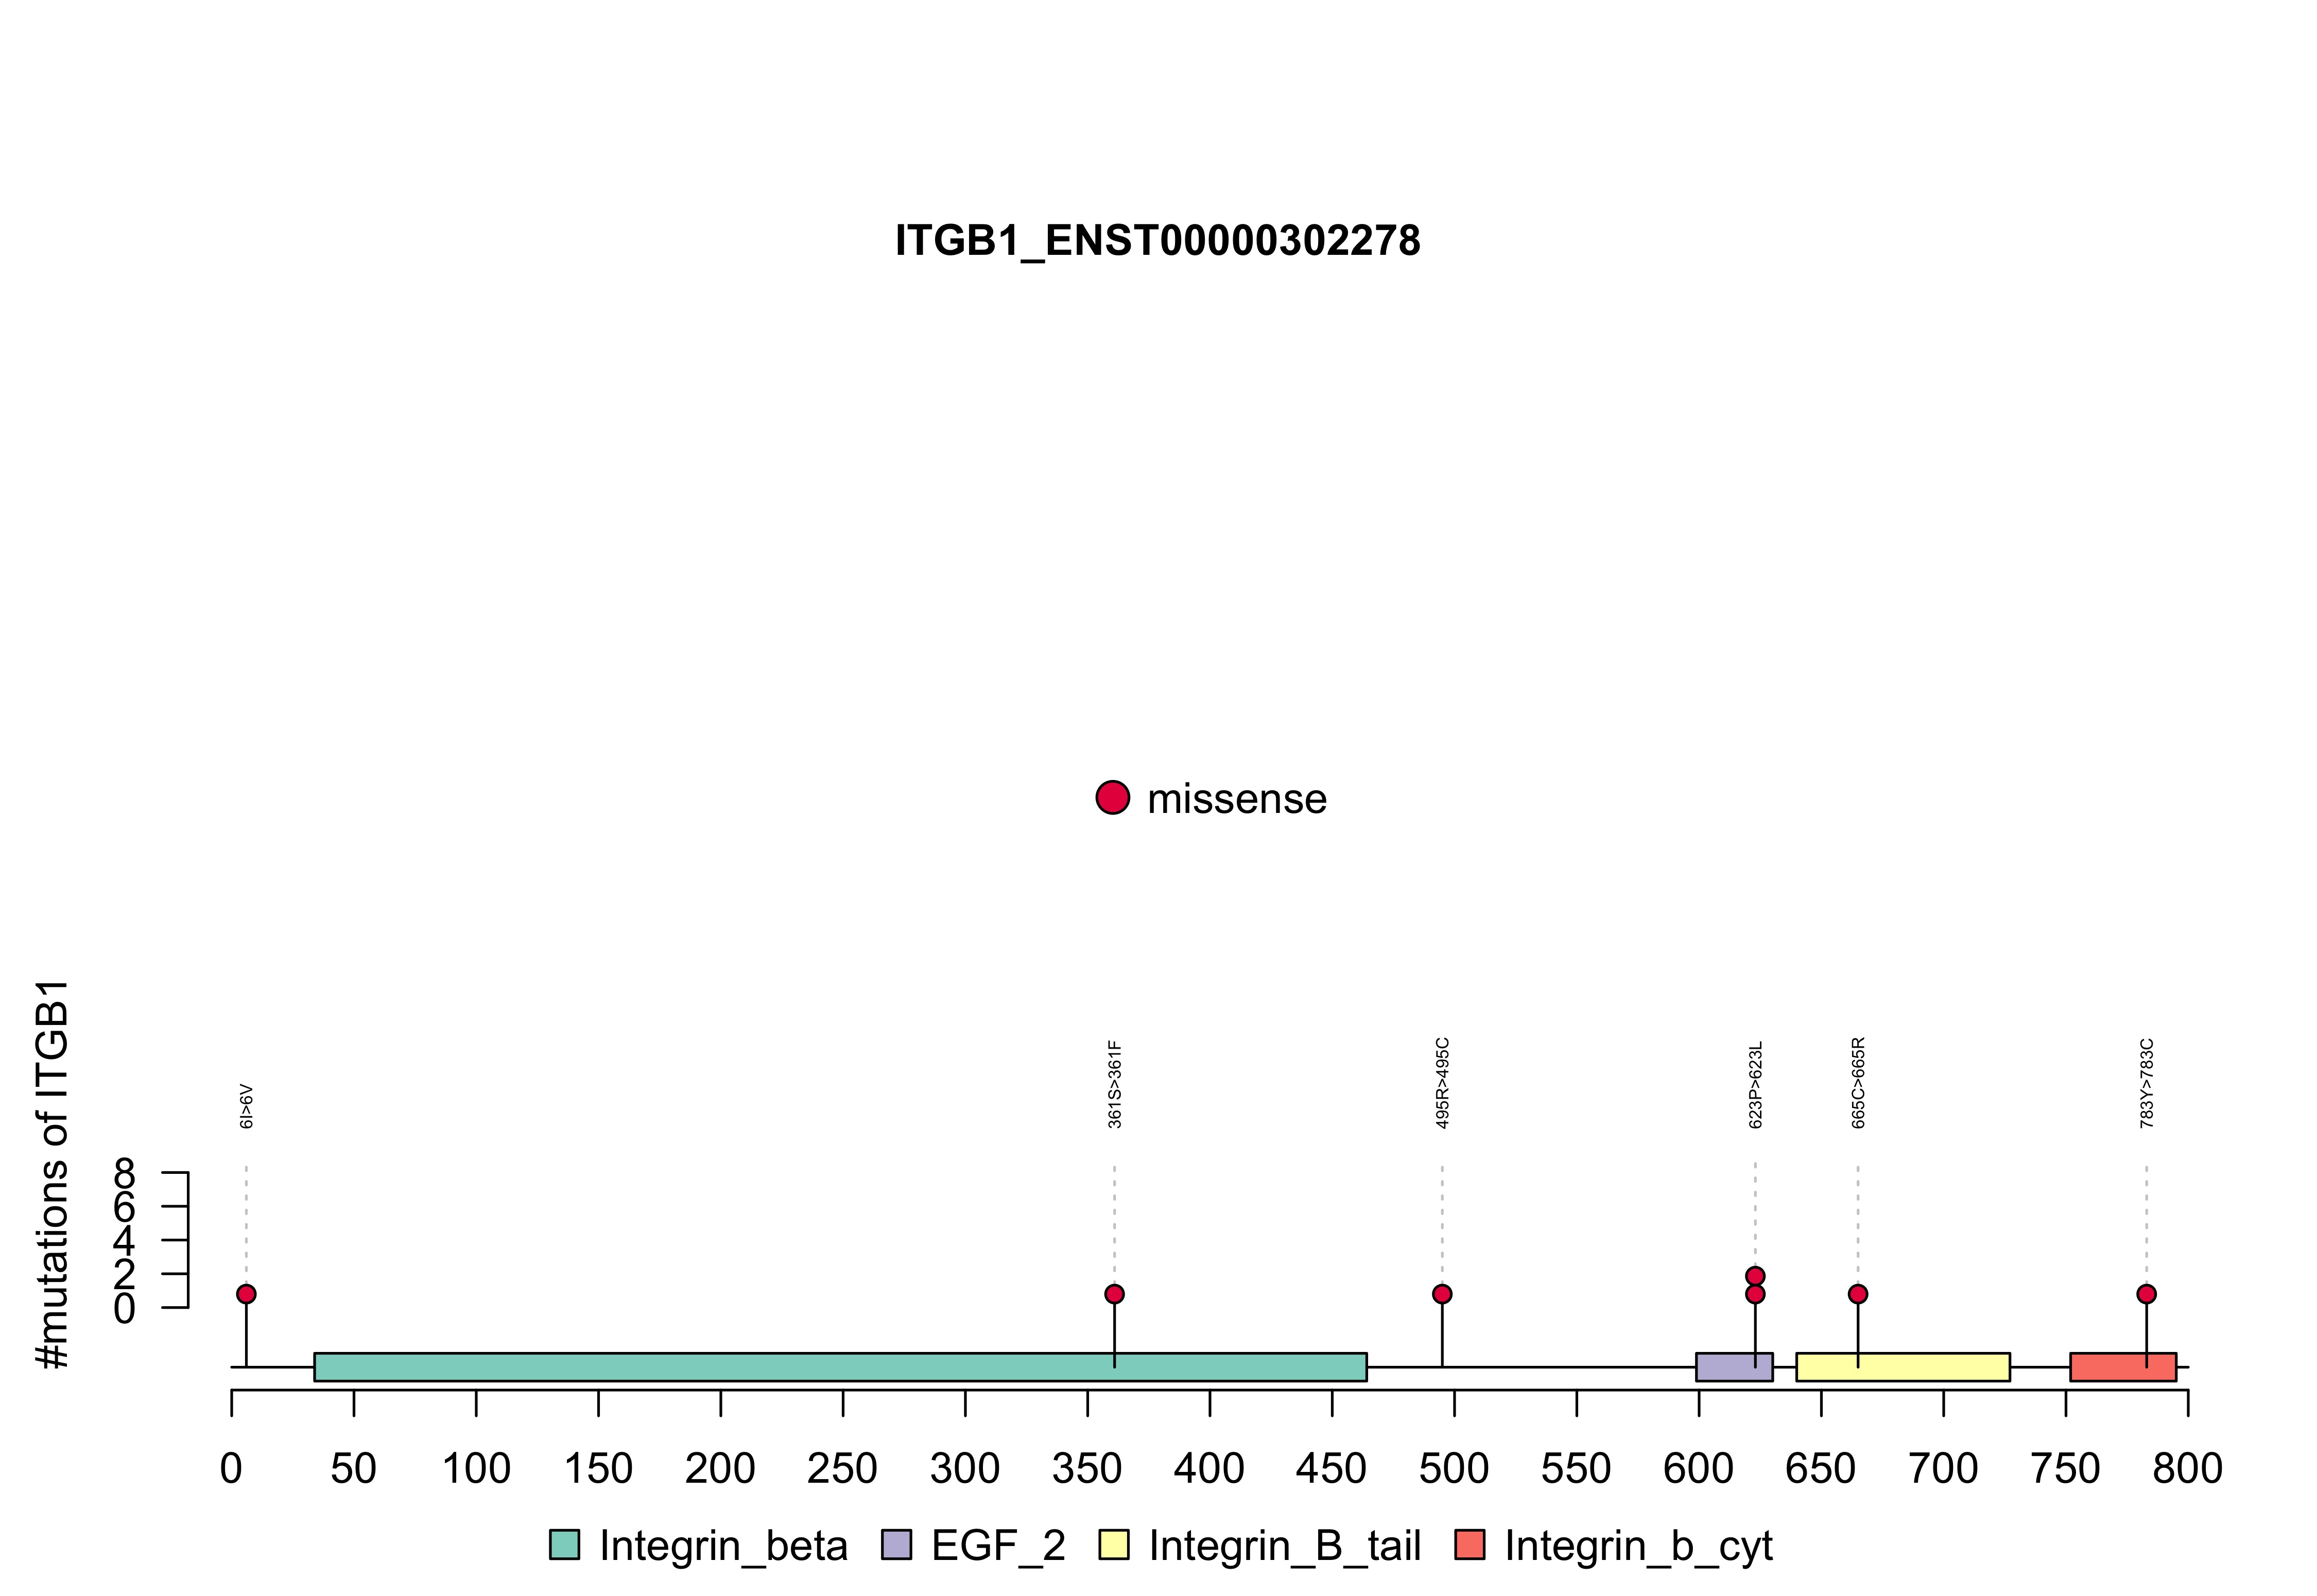 ITGB1_ENST00000302278
missense
#mutations of ITGB1
6I>6V
361S>361F
495R>495C
623P>623L
665C>665R
783Y>783C
8
6
4
2
0
0 50 100 150 200 250 300 350 400 450 500 550 600 650 700 750 800
Integrin_beta EGF_2 Integrin_B_tail Integrin_b_cyt